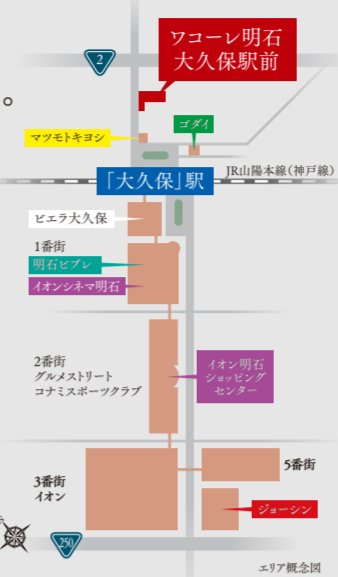 ワコーレ明石
大久保駅前
2
ゴダイ
マツモトキヨシ
JR山陽本線(神戸線)
「大久保」駅
ビエラ大久保
1番街
明石ビブレ
イオンシネマ明石
2番街
グルメストリート
コナミスポーツクラブ
イオン明石
ショッピング
センター
5番街
3番街
イオン
ジョーシン
250
エリア概念図